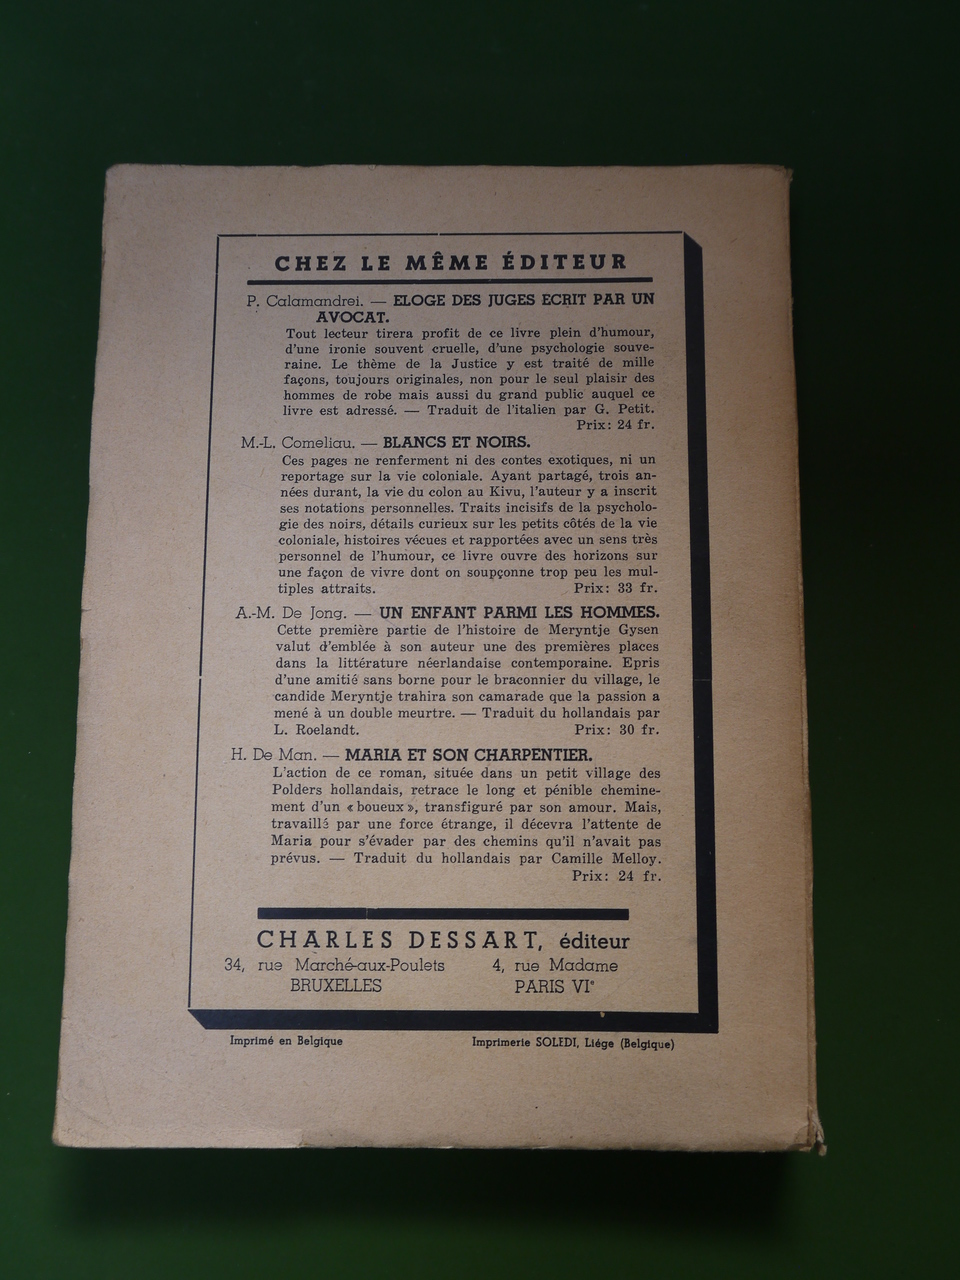 CHEZ LE MÊME ÉDITEUR
P. Calamandrei. — ELOGE DES JUGES ECRIT PAR UN
AVOCAT.
Tout lecteur tirera profit de ce livre plein d'humour,
d'une ironie souvent cruelle, d'une psychologie souve-
raine. Le thème de la Justice y est traité de mille
façons, toujours originales, non pour le seul plaisir des
hommes de robe mais aussi du grand public auquel ce
livre est adressé. — Traduit de l'italien par G. Petit.
Prix: 24 fr.
M.-L. Comeliau. — BLANCS ET NOIRS.
Ces pages ne renferment ni des contes exotiques, ni un
reportage sur la vie coloniale. Ayant partagé, trois an-
nées durant, la vie du colon au Kivu, l'auteur y a inscrit
ses notations personnelles. Traits incisifs de la psycholo-
gie des noirs, détails curieux sur les petits côtés de la vie
coloniale, histoires vécues et rapportées avec un sens très
personnel de l'humour, ce livre ouvre des horizons sur
une façon de vivre dont on soupçonne trop peu les mul-
tiples attraits. Prix: 33 fr.
A.-M. De Jong. — UN ENFANT PARMI LES HOMMES.
Cette première partie de l'histoire de Meryntje Gysen
valut d'emblée à son auteur une des premières places
dans la littérature néerlandaise contemporaine. Epris
d'une amitié sans borne pour le braconnier du village, le
candide Meryntje trahira son camarade que la passion a
mené à un double meurtre. — Traduit du hollandais par
L. Roelandt. Prix: 30 fr.
H. De Man. — MARIA ET SON CHARPENTIER.
L'action de ce roman, située dans un petit village des
Polders hollandais, retrace le long et pénible chemine-
ment d'un « boueux », transfiguré par son amour. Mais,
travaillé par une force étrange, il décevra l'attente de
Maria pour s'évader par des chemins qu'il n'avait pas
prévus. — Traduit du hollandais par Camille Melloy.
Prix: 24 fr.
CHARLES DESSART, éditeur
34, rue Marché-aux-Poulets 4, rue Madame
BRUXELLES PARIS VI°
Imprimé en Belgique Imprimerie SOLEDI, Liége (Belgique)